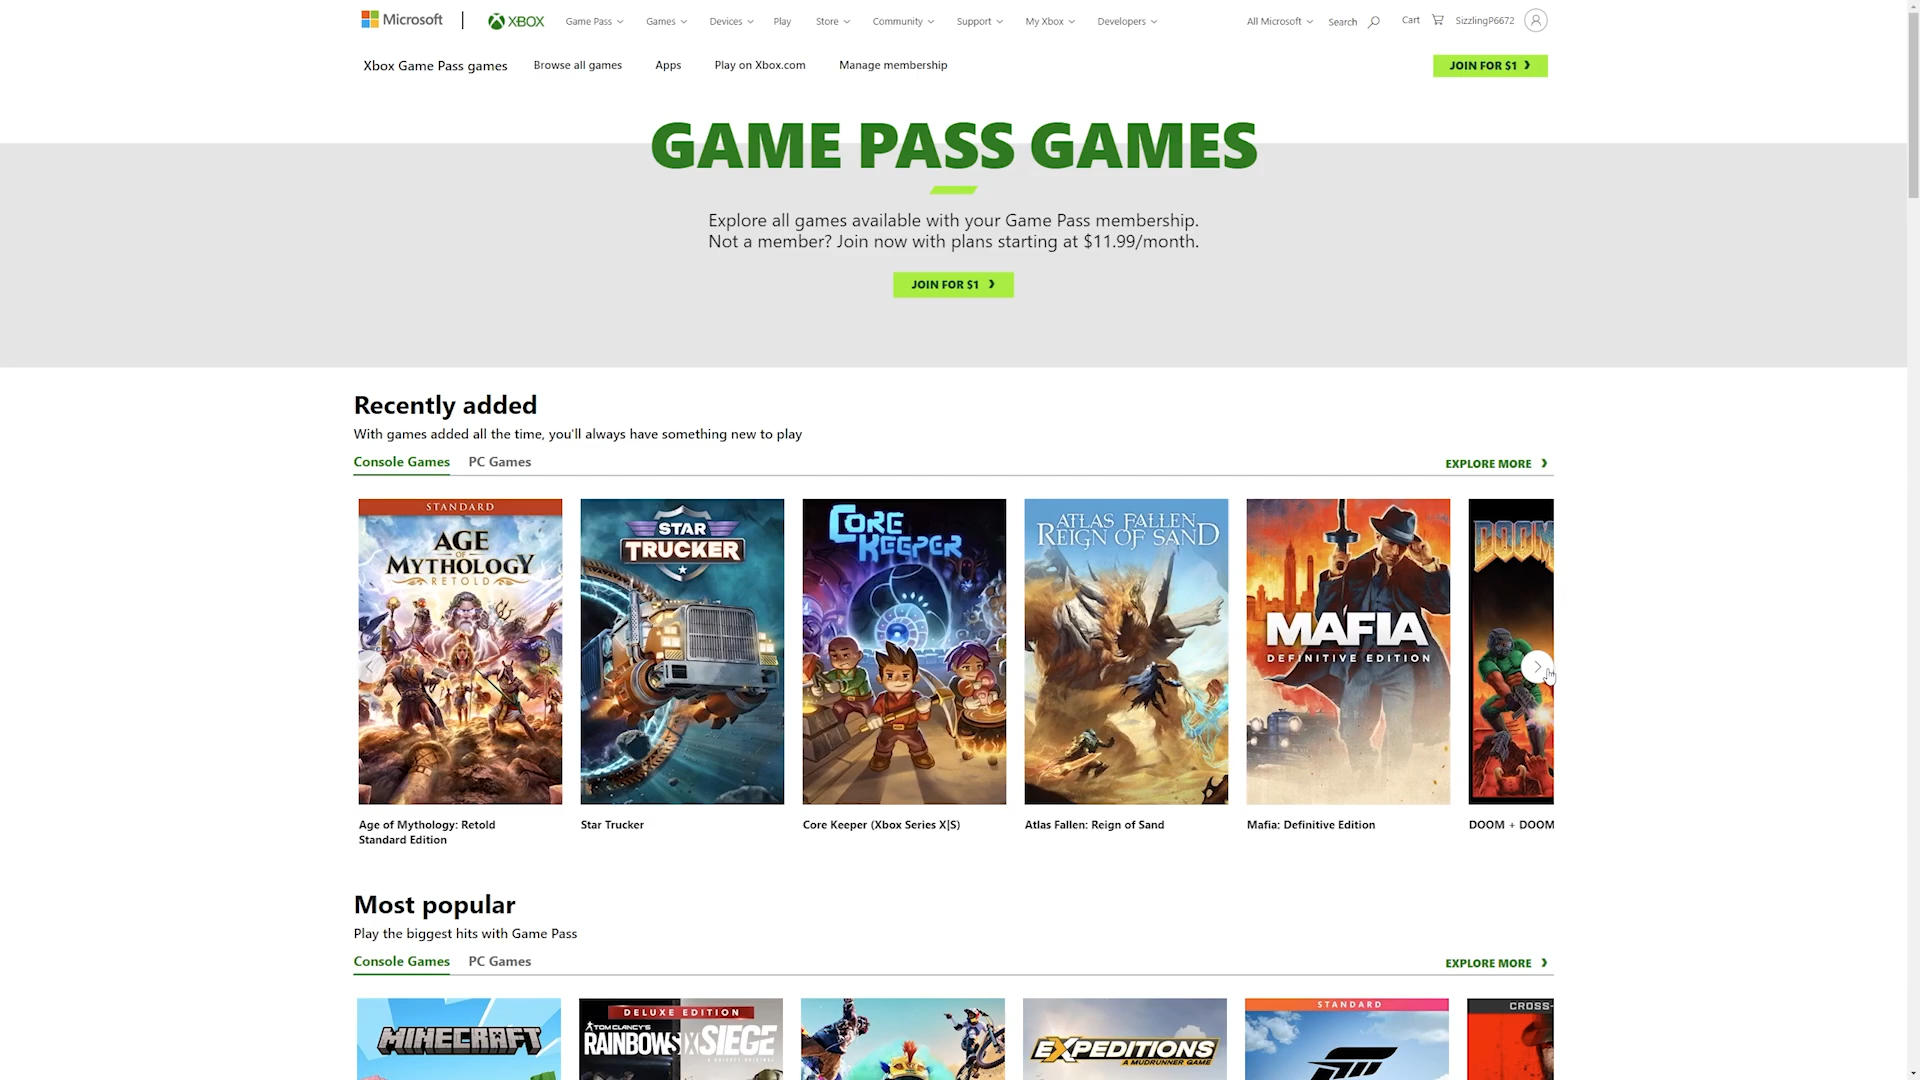 Microsoft
XBOX
Game Pass
Games
Devices
Play
Store
Community
Support
My Xbox
Developers
All Microsoft
Search
Cart
SizzlingP6672
Xbox Game Pass games
Browse all games
Apps
Play on Xbox.com
Manage membership
JOIN FOR $1
GAME PASS GAMES
Explore all games available with your Game Pass membership.
Not a member? Join now with plans starting at $11.99/month.
JOIN FOR $1
Recently added
With games added all the time, you'll always have something new to play
Console Games
PC Games
EXPLORE MORE
STANDARD
AGE
OF
MYTHOLOGY
RETOLD
STAR
TRUCKER
CORE
KEEPER
ATLAS FALLEN
REIGN OF SAND
MAFIA
DEFINITIVE EDITION
DOOM
Age of Mythology: Retold
Standard Edition
Star Trucker
Core Keeper (Xbox Series X|S)
Atlas Fallen: Reign of Sand
Mafia: Definitive Edition
DOOM + DOOM
Most popular
Play the biggest hits with Game Pass
Console Games
PC Games
EXPLORE MORE
MINECRAFT
DELUXE EDITION
TOM CLANCY'S
RAINBOW SIX SIEGE
EXPEDITIONS
A MUDRUNNER GAME
STANDARD
CROSS-